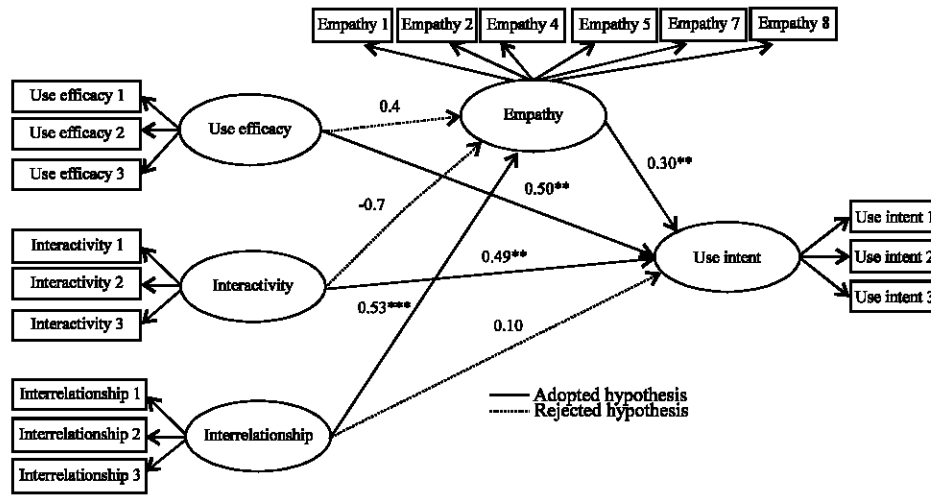 Empathy 1
Empathy 2
Empathy 4
Empathy 5
Empathy 7
Empathy 8
Use efficacy 1
Use efficacy 2
Use efficacy 3
Use efficacy
0.4
Empathy
0.30**
0.50**
-0.7
Interactivity 1
Interactivity 2
Interactivity 3
Interactivity
0.49**
0.53***
0.10
Use intent
Use intent 1
Use intent 2
Use intent 3
Interrelationship 1
Interrelationship 2
Interrelationship 3
Interrelationship
Adopted hypothesis
Rejected hypothesis